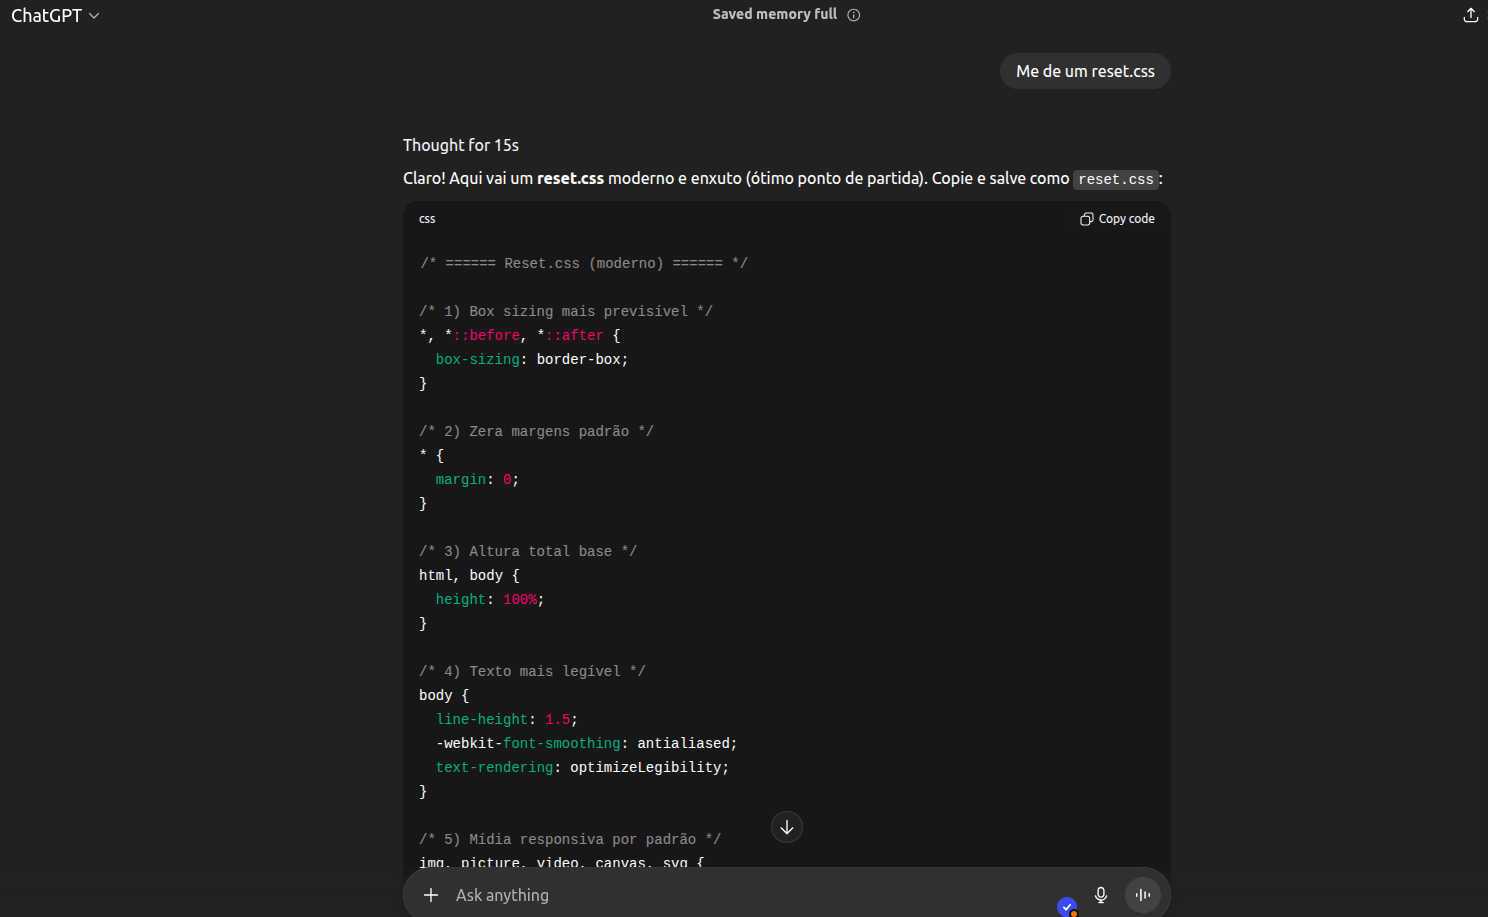 ChatGPT
Saved memory full
Me de um reset.css
Thought for 15s
Claro! Aqui vai um reset.css moderno e enxuto (ótimo ponto de partida). Copie e salve como reset.css:
css
Copy code
/* ====== Reset.css (moderno) ====== */
/* 1) Box sizing mais previsível */
*, *::before, *::after {
  box-sizing: border-box;
}
/* 2) Zera margens padrão */
* {
  margin: 0;
}
/* 3) Altura total base */
html, body {
  height: 100%;
}
/* 4) Texto mais legível */
body {
  line-height: 1.5;
  -webkit-font-smoothing: antialiased;
  text-rendering: optimizeLegibility;
}
/* 5) Mídia responsiva por padrão */
img, picture, video, canvas, svg {
Ask anything